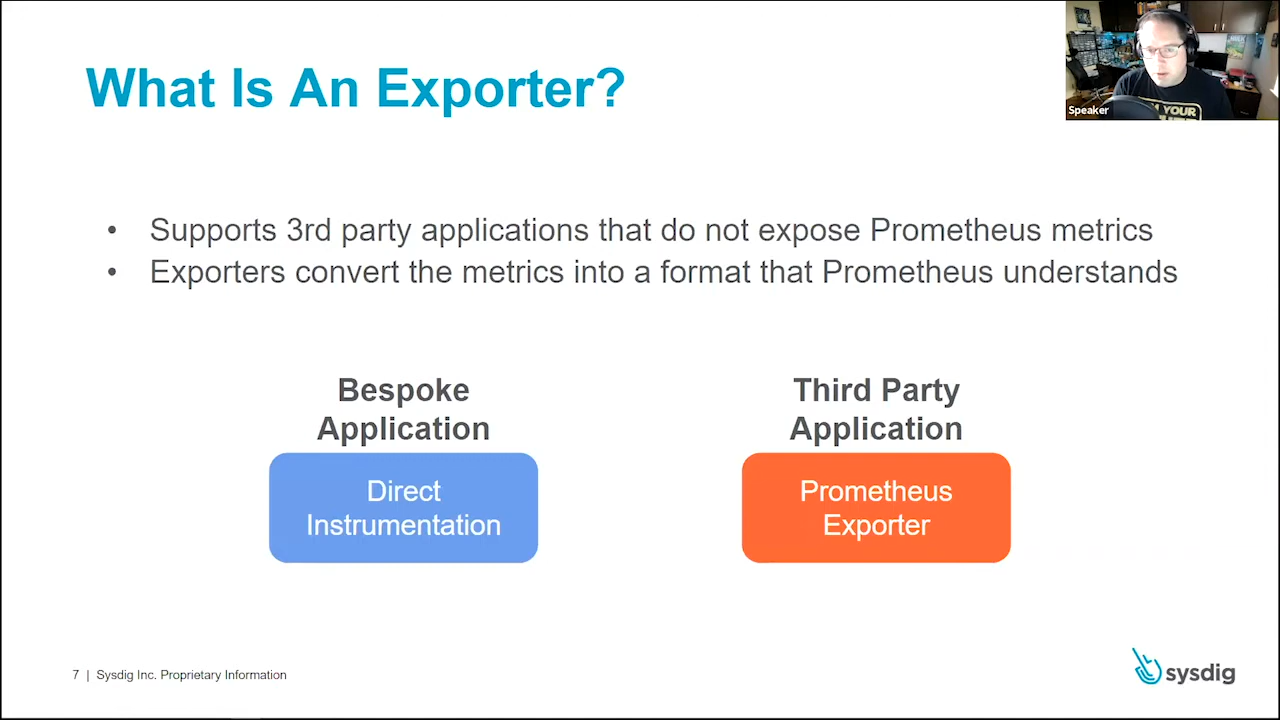 What Is An Exporter?
Speaker
• Supports 3rd party applications that do not expose Prometheus metrics
• Exporters convert the metrics into a format that Prometheus understands
Bespoke
Application
Direct
Instrumentation
Third Party
Application
Prometheus
Exporter
7 | Sysdig Inc. Proprietary Information
sysdig